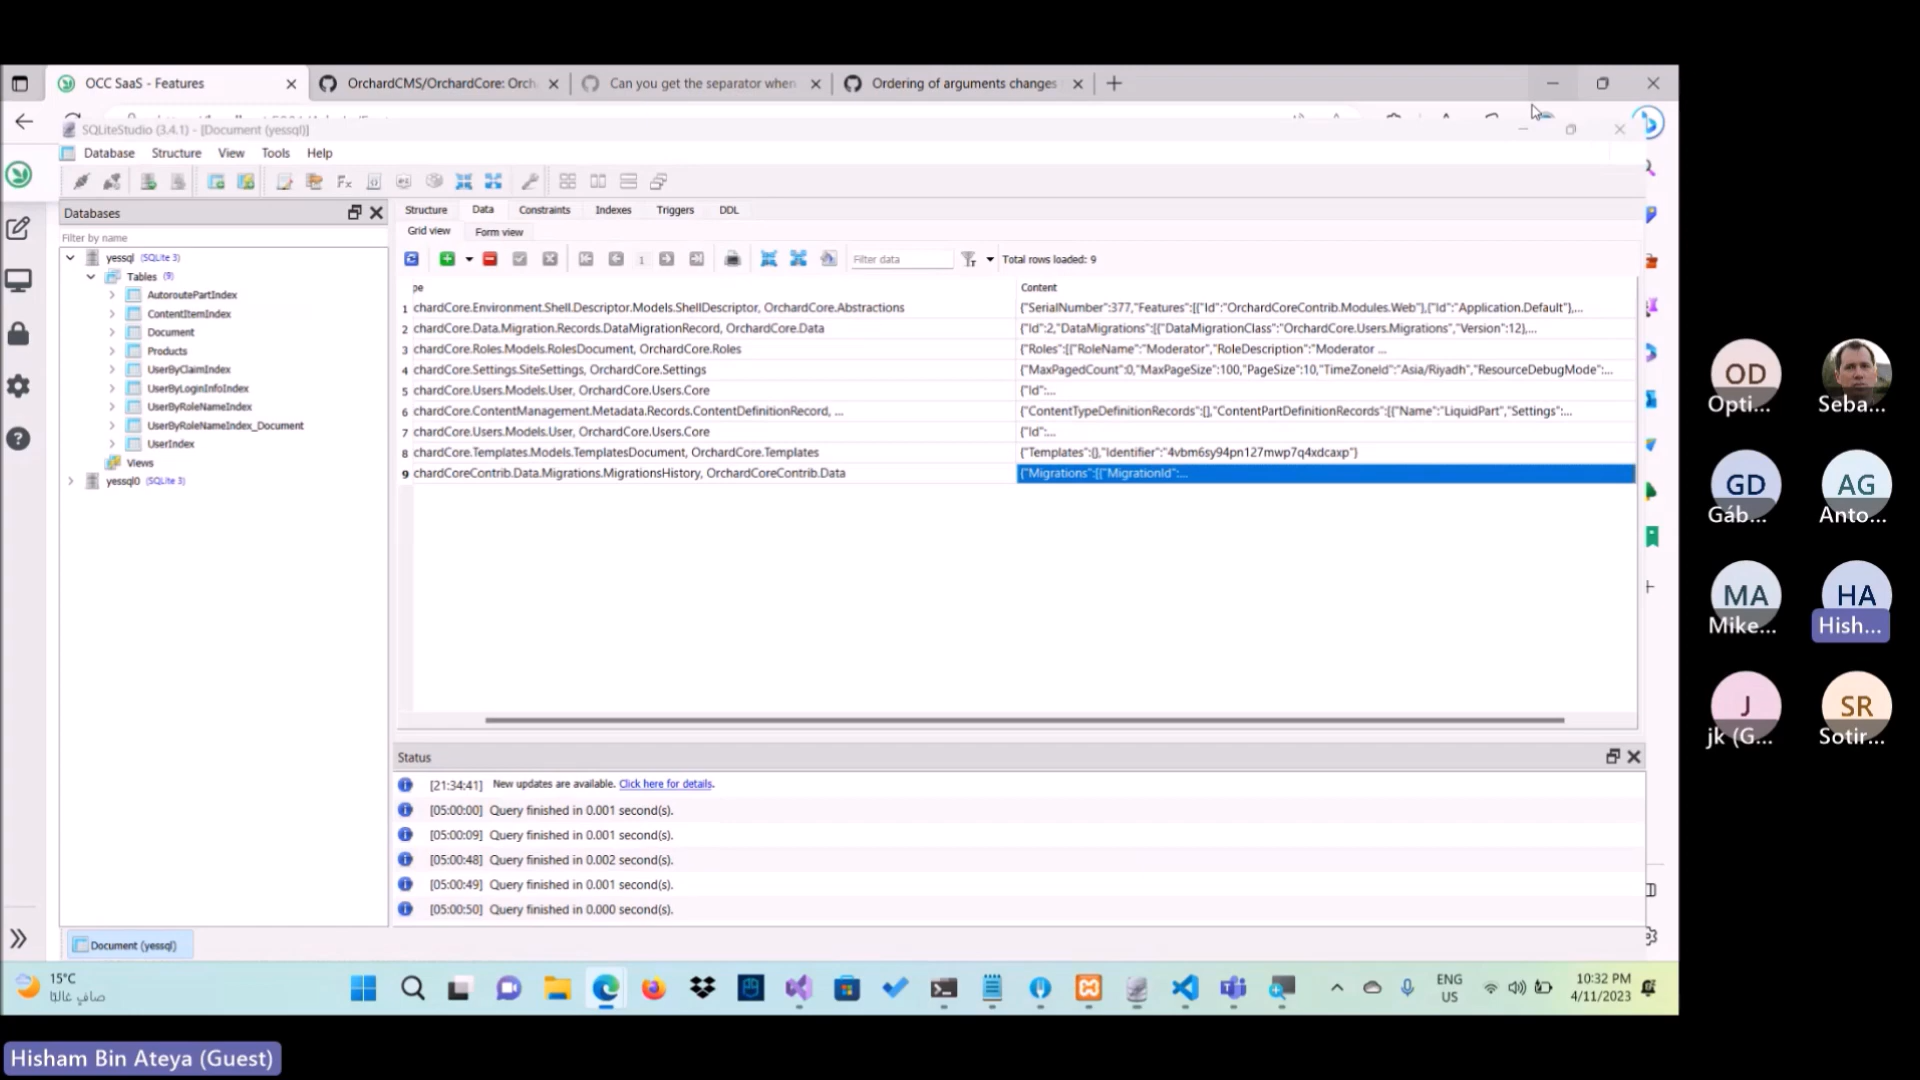 OCC SaaS - Features
OrchardCMS/OrchardCore: Orch
Can you get the separator when
Ordering of arguments changes
SQLiteStudio (3.4.1) - [Document (yessql)]
Database Structure View Tools Help
Databases
Filter by name
yessql (SQLite 3)
Tables (9)
AutoroutePartIndex
ContentItemIndex
Document
Products
UserByClaimIndex
UserByLoginInfoIndex
UserByRoleNameIndex
UserByRoleNameIndex_Document
UserIndex
Views
yessql0 (SQLite 3)
Structure Data Constraints Indexes Triggers DDL
Grid view Form view
1 Filter data Total rows loaded: 9
pe Content
1 chardCore.Environment.Shell.Descriptor.Models.ShellDescriptor, OrchardCore.Abstractions {"SerialNumber":377,"Features":[{"Id":"OrchardCoreContrib.Modules.Web"},{"Id":"Application.Default"},...
2 chardCore.Data.Migration.Records.DataMigrationRecord, OrchardCore.Data {"Id":2,"DataMigrations":[{"DataMigrationClass":"OrchardCore.Users.Migrations","Version":12},...
3 chardCore.Roles.Models.RolesDocument, OrchardCore.Roles {"Roles":[{"RoleName":"Moderator","RoleDescription":"Moderator ...
4 chardCore.Settings.SiteSettings, OrchardCore.Settings {"MaxPagedCount":0,"MaxPageSize":100,"PageSize":10,"TimeZoneId":"Asia/Riyadh","ResourceDebugMode":...
5 chardCore.Users.Models.User, OrchardCore.Users.Core {"Id":...
6 chardCore.ContentManagement.Metadata.Records.ContentDefinitionRecord, ... {"ContentTypeDefinitionRecords":[],"ContentPartDefinitionRecords":[{"Name":"LiquidPart","Settings":...
7 chardCore.Users.Models.User, OrchardCore.Users.Core {"Id":...
8 chardCore.Templates.Models.TemplatesDocument, OrchardCore.Templates {"Templates":{},"Identifier":"4vbm6sy94pn127mwp7q4xdcaxp"}
9 chardCoreContrib.Data.Migrations.MigrationsHistory, OrchardCoreContrib.Data {"Migrations":[{"MigrationId":...
Status
[21:34:41] New updates are available. Click here for details.
[05:00:00] Query finished in 0.001 second(s).
[05:00:09] Query finished in 0.001 second(s).
[05:00:48] Query finished in 0.002 second(s).
[05:00:49] Query finished in 0.001 second(s).
[05:00:50] Query finished in 0.000 second(s).
Document (yessql)
15°C
صافٍ غالبًا
ENG
US
10:32 PM
4/11/2023
OD
Opti...
Seba...
GD
Gáb...
AG
Anto...
MA
Mike...
HA
Hish...
J
jk (G...
SR
Sotir...
Hisham Bin Ateya (Guest)